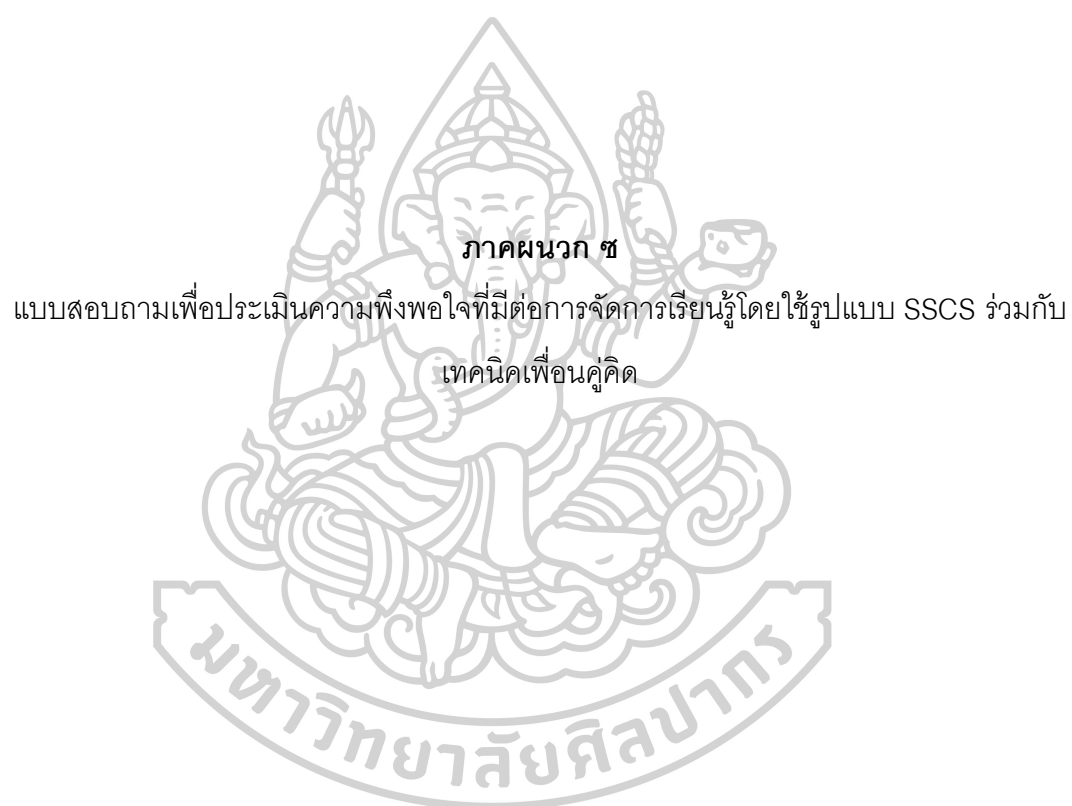 ภาคผนวก ซ
แบบสอบถามเพื่อประเมินความพึงพอใจที่มีต่อการจัดการเรียนรู้โดยใช้รูปแบบ SSCS ร่วมกับ
เทคนิคเพื่อนคู่คิด
มหาวิทยาลัยศิลปากร